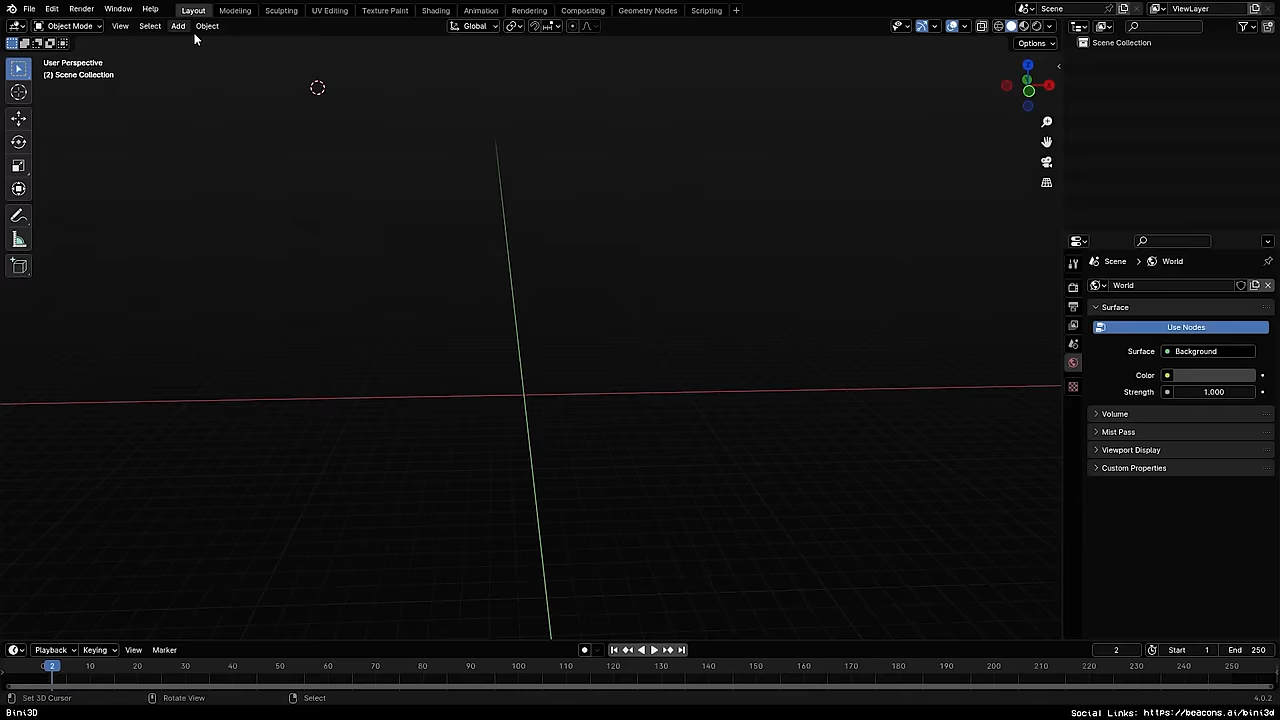 File Edit Render Window Help Layout Modeling Sculpting UV Editing Texture Paint Shading Animation Rendering Compositing Geometry Nodes Scripting + Scene ViewLayer
Object Mode View Select Add Object Global
Options
Scene Collection
User Perspective
(2) Scene Collection
Z
Y
X
Scene > World
World
Surface
Use Nodes
Surface Background
Color
Strength 1.000
Volume
Mist Pass
Viewport Display
Custom Properties
Playback Keying View Marker 2 Start 1 End 250
0 2 10 20 30 40 50 60 70 80 90 100 110 120 130 140 150 160 170 180 190 200 210 220 230 240 250
Set 3D Cursor Rotate View Select 4.0.2
Bini3D Social Links: https://beacons.ai/bini3d